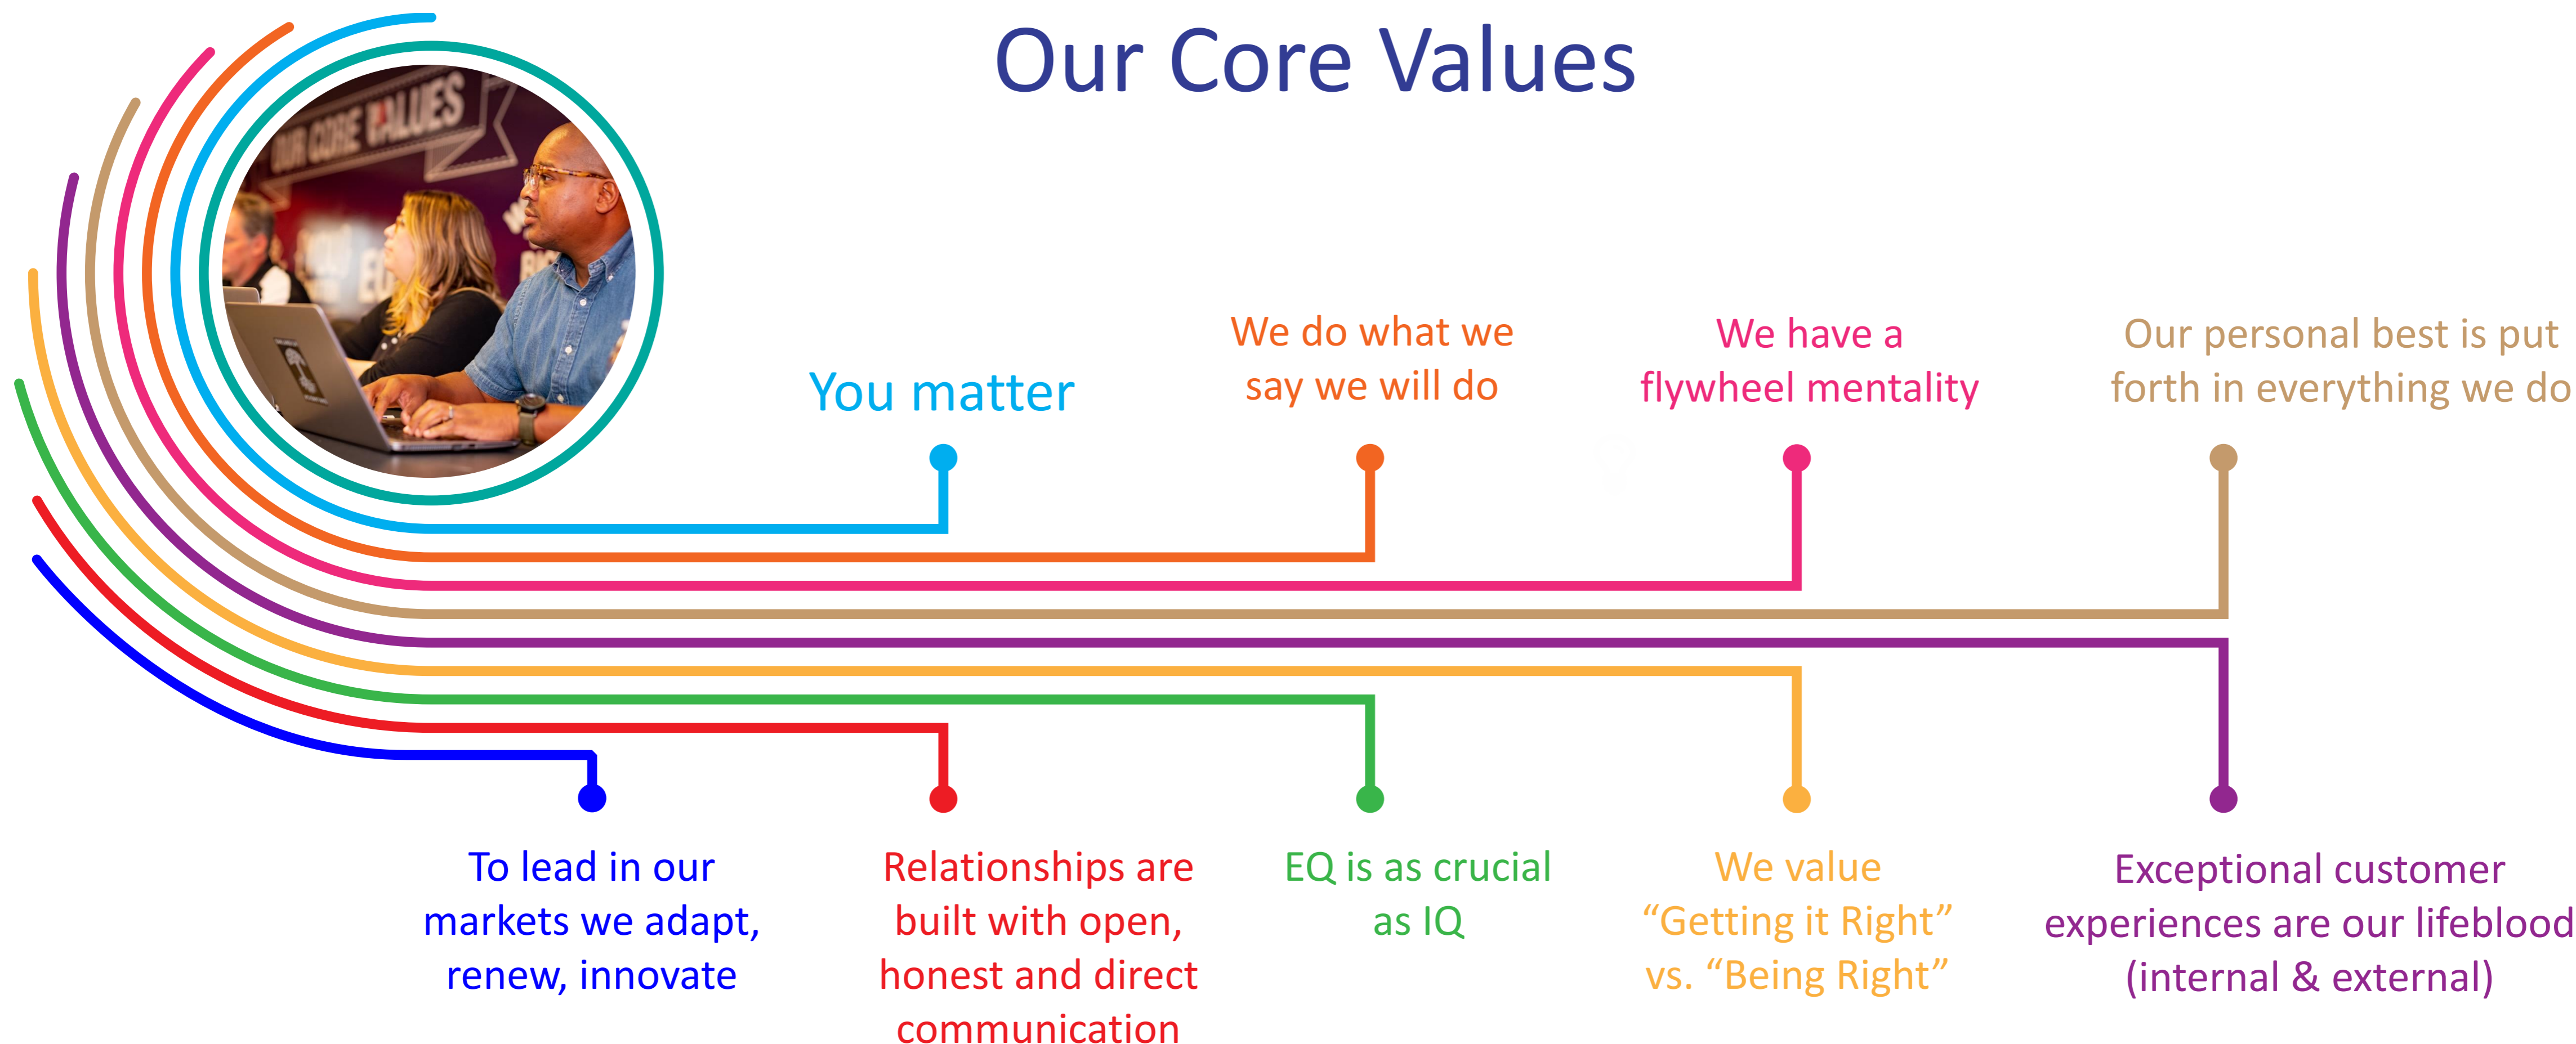 Our Core Values
OUR CORE VALUES
You matter
We do what we
say we will do
We have a
flywheel mentality
Our personal best is put
forth in everything we do
To lead in our
markets we adapt,
renew, innovate
Relationships are
built with open,
honest and direct
communication
EQ is as crucial
as IQ
We value
“Getting it Right”
vs. “Being Right”
Exceptional customer
experiences are our lifeblood
(internal & external)